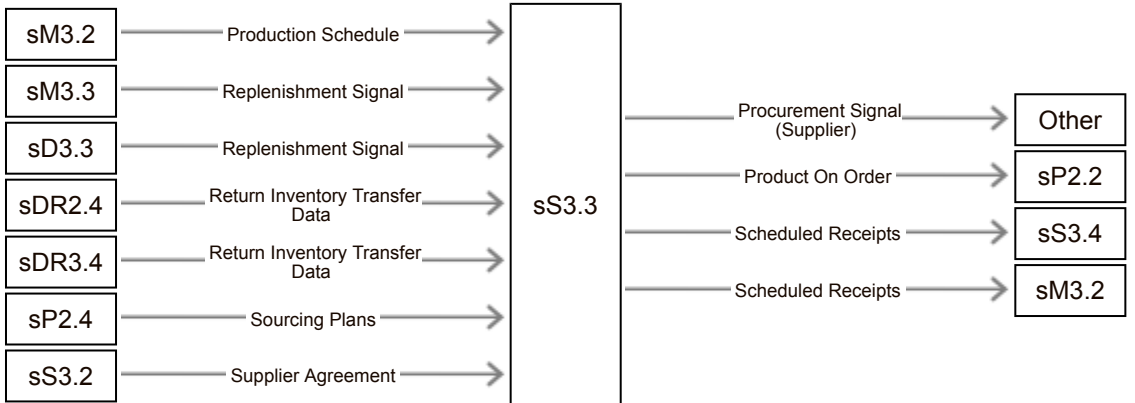 sM3.2
Production Schedule
sM3.3
Replenishment Signal
sD3.3
Replenishment Signal
sDR2.4
Return Inventory Transfer
Data
sDR3.4
Return Inventory Transfer
Data
sP2.4
Sourcing Plans
sS3.2
Supplier Agreement
sS3.3
Procurement Signal
(Supplier)
Other
Product On Order
sP2.2
Scheduled Receipts
sS3.4
Scheduled Receipts
sM3.2